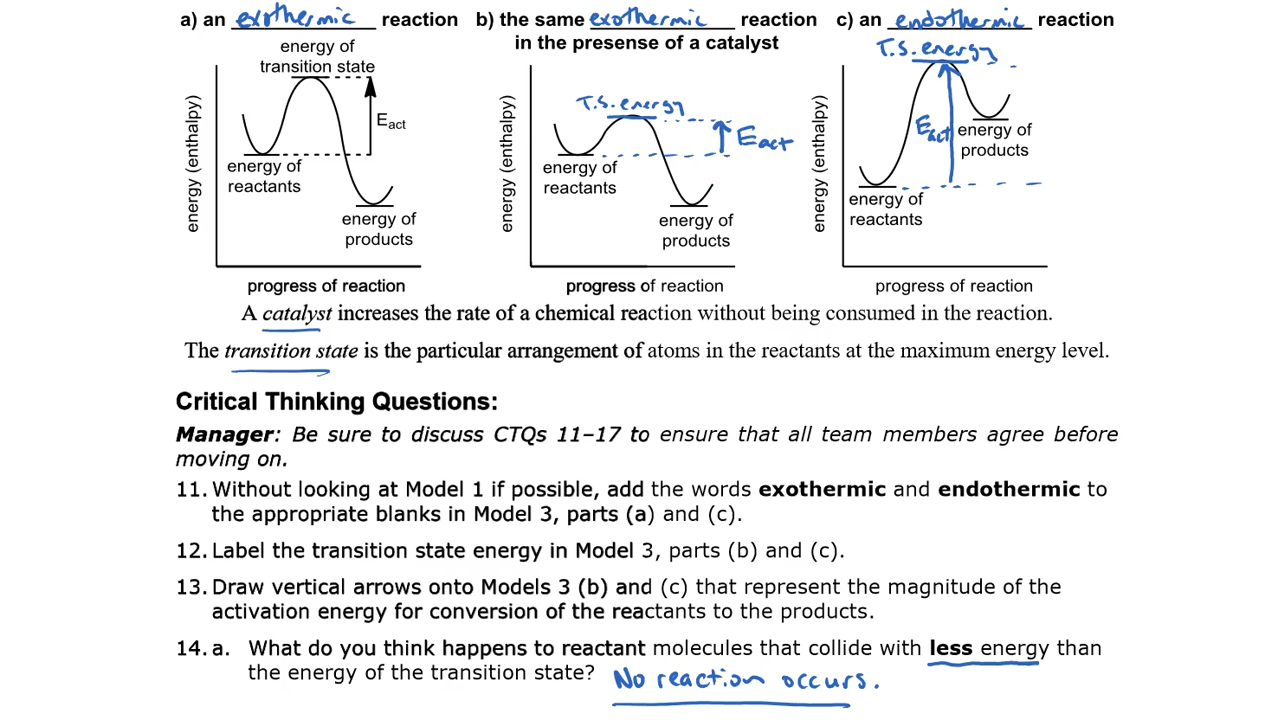 a) an exothermic reaction b) the same exothermic reaction c) an endothermic reaction
in the presense of a catalyst
energy of
transition state
Eact
energy of
reactants
energy of
products
energy (enthalpy)
progress of reaction
T.S. energy
Eact
energy of
reactants
energy of
products
energy (enthalpy)
progress of reaction
T.S. energy
Eact
energy of
products
energy of
reactants
energy (enthalpy)
progress of reaction
A catalyst increases the rate of a chemical reaction without being consumed in the reaction.
The transition state is the particular arrangement of atoms in the reactants at the maximum energy level.
Critical Thinking Questions:
Manager: Be sure to discuss CTQs 11–17 to ensure that all team members agree before
moving on.
11. Without looking at Model 1 if possible, add the words exothermic and endothermic to
the appropriate blanks in Model 3, parts (a) and (c).
12. Label the transition state energy in Model 3, parts (b) and (c).
13. Draw vertical arrows onto Models 3 (b) and (c) that represent the magnitude of the
activation energy for conversion of the reactants to the products.
14. a. What do you think happens to reactant molecules that collide with less energy than
the energy of the transition state? No reaction occurs.